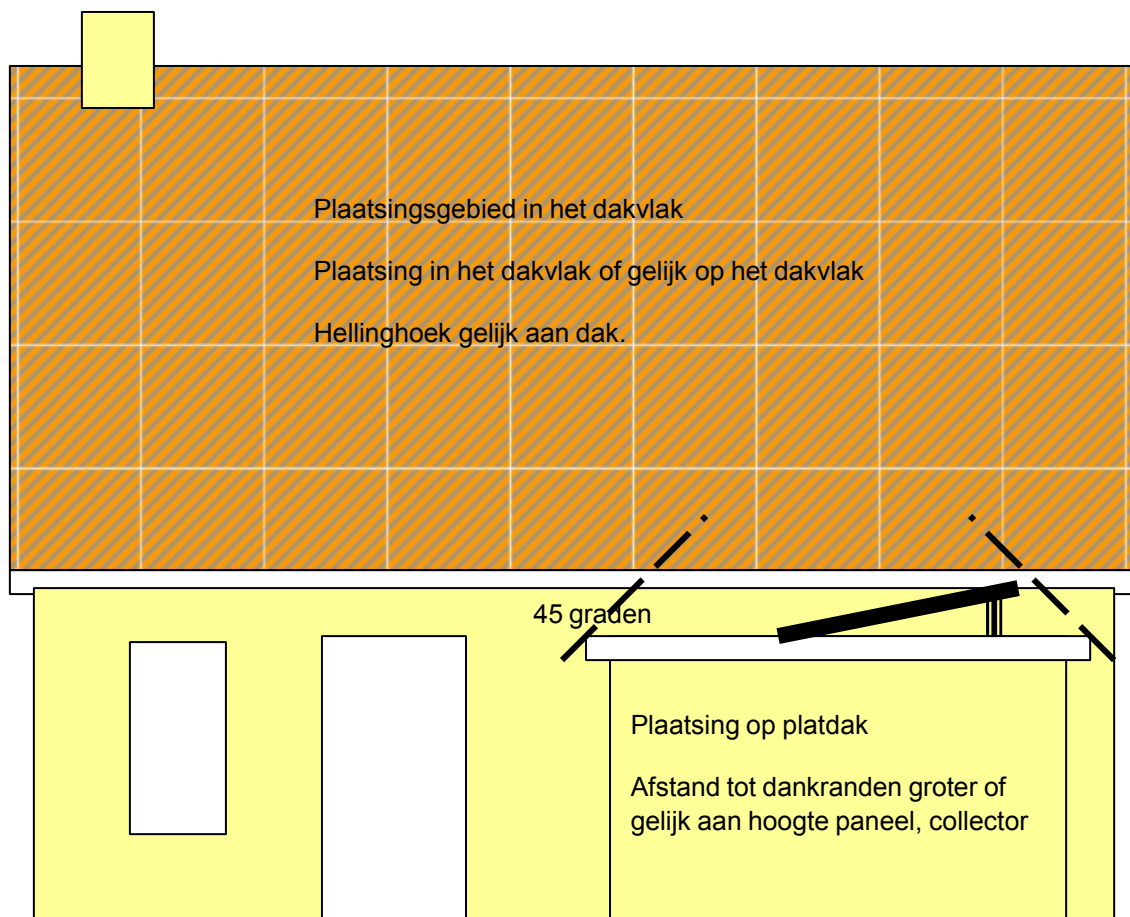 Plaatsingsgebied in het dakvlak
Plaatsing in het dakvlak of gelijk op het dakvlak
Hellinghoek gelijk aan dak.
45 graden
Plaatsing op platdak
Afstand tot dankranden groter of
gelijk aan hoogte paneel, collector